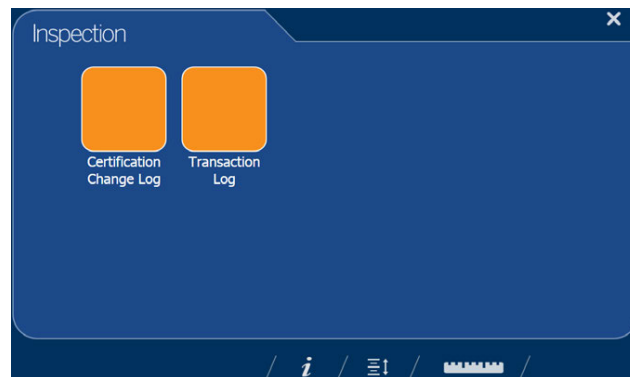 Inspection
Certification
Change Log
Transaction
Log
i